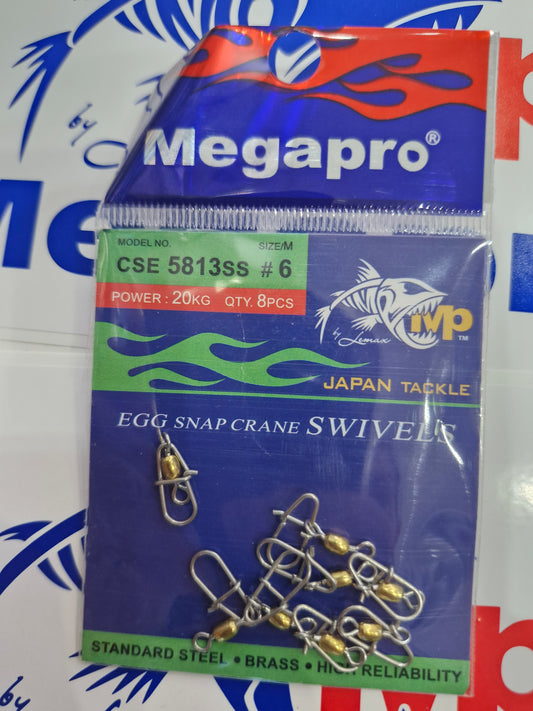 Megapro®
MODEL NO. SIZE/M
CSE 5813SS # 6
POWER : 20KG QTY. 8PCS
MP™
by Lemax
JAPAN TACKLE
EGG SNAP CRANE SWIVELS
STANDARD STEEL • BRASS • HIGH RELIABILITY